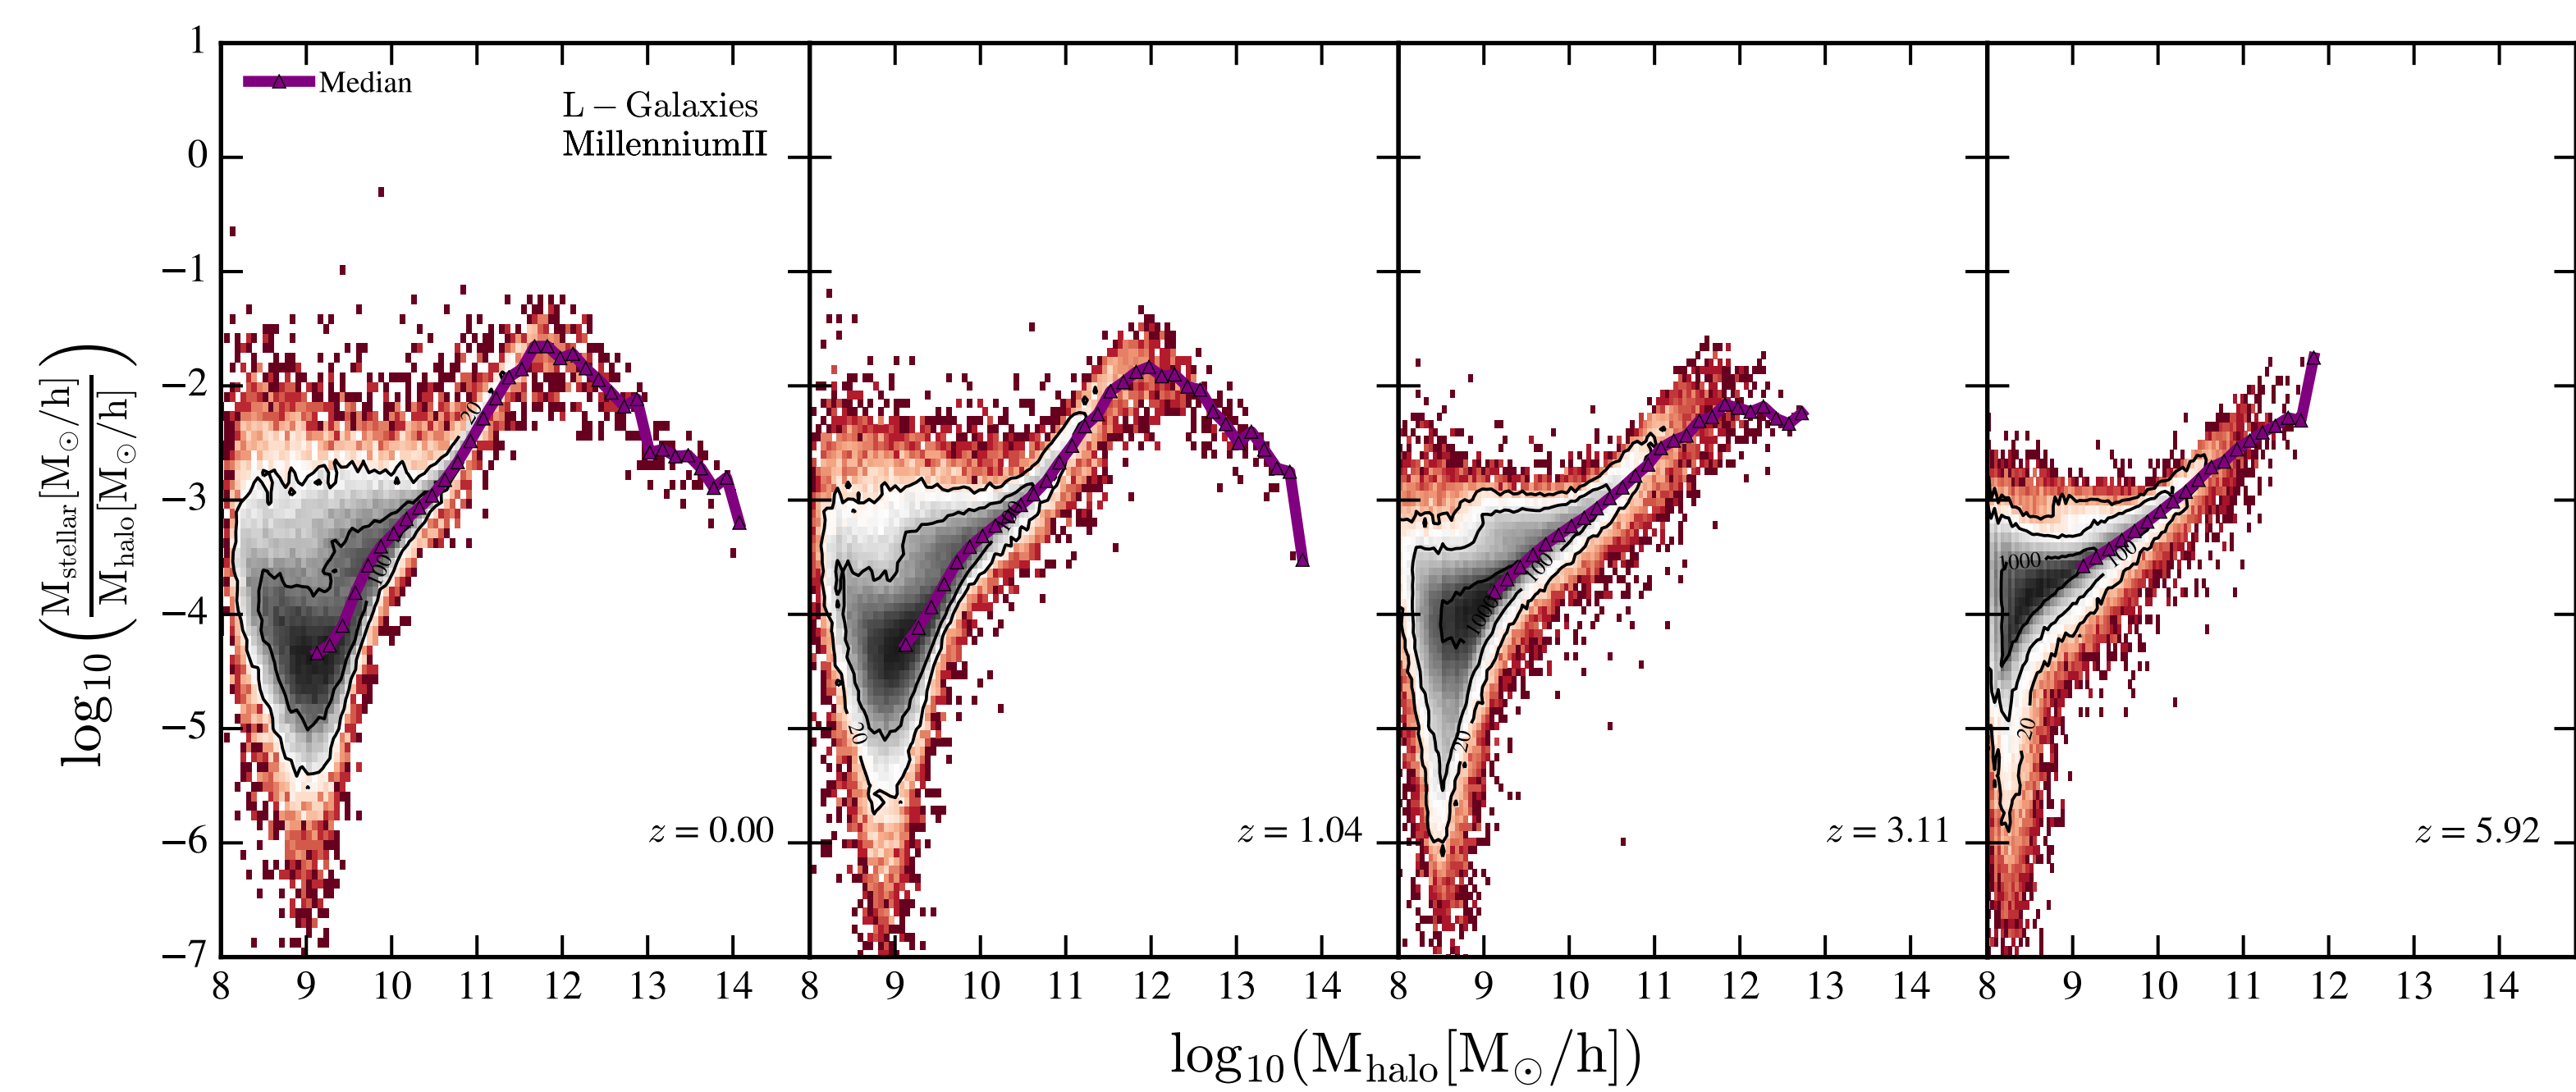 Median
L − Galaxies
MillenniumII
1
0
−1
−2
−3
−4
−5
−6
−7
log10 (Mstellar[M⊙/h] / Mhalo[M⊙/h])
20
100
z = 0.00
100
20
z = 1.04
100
1000
20
z = 3.11
1000
100
20
z = 5.92
8 9 10 11 12 13 14
8 9 10 11 12 13 14
8 9 10 11 12 13 14
8 9 10 11 12 13 14
log10(Mhalo[M⊙/h])